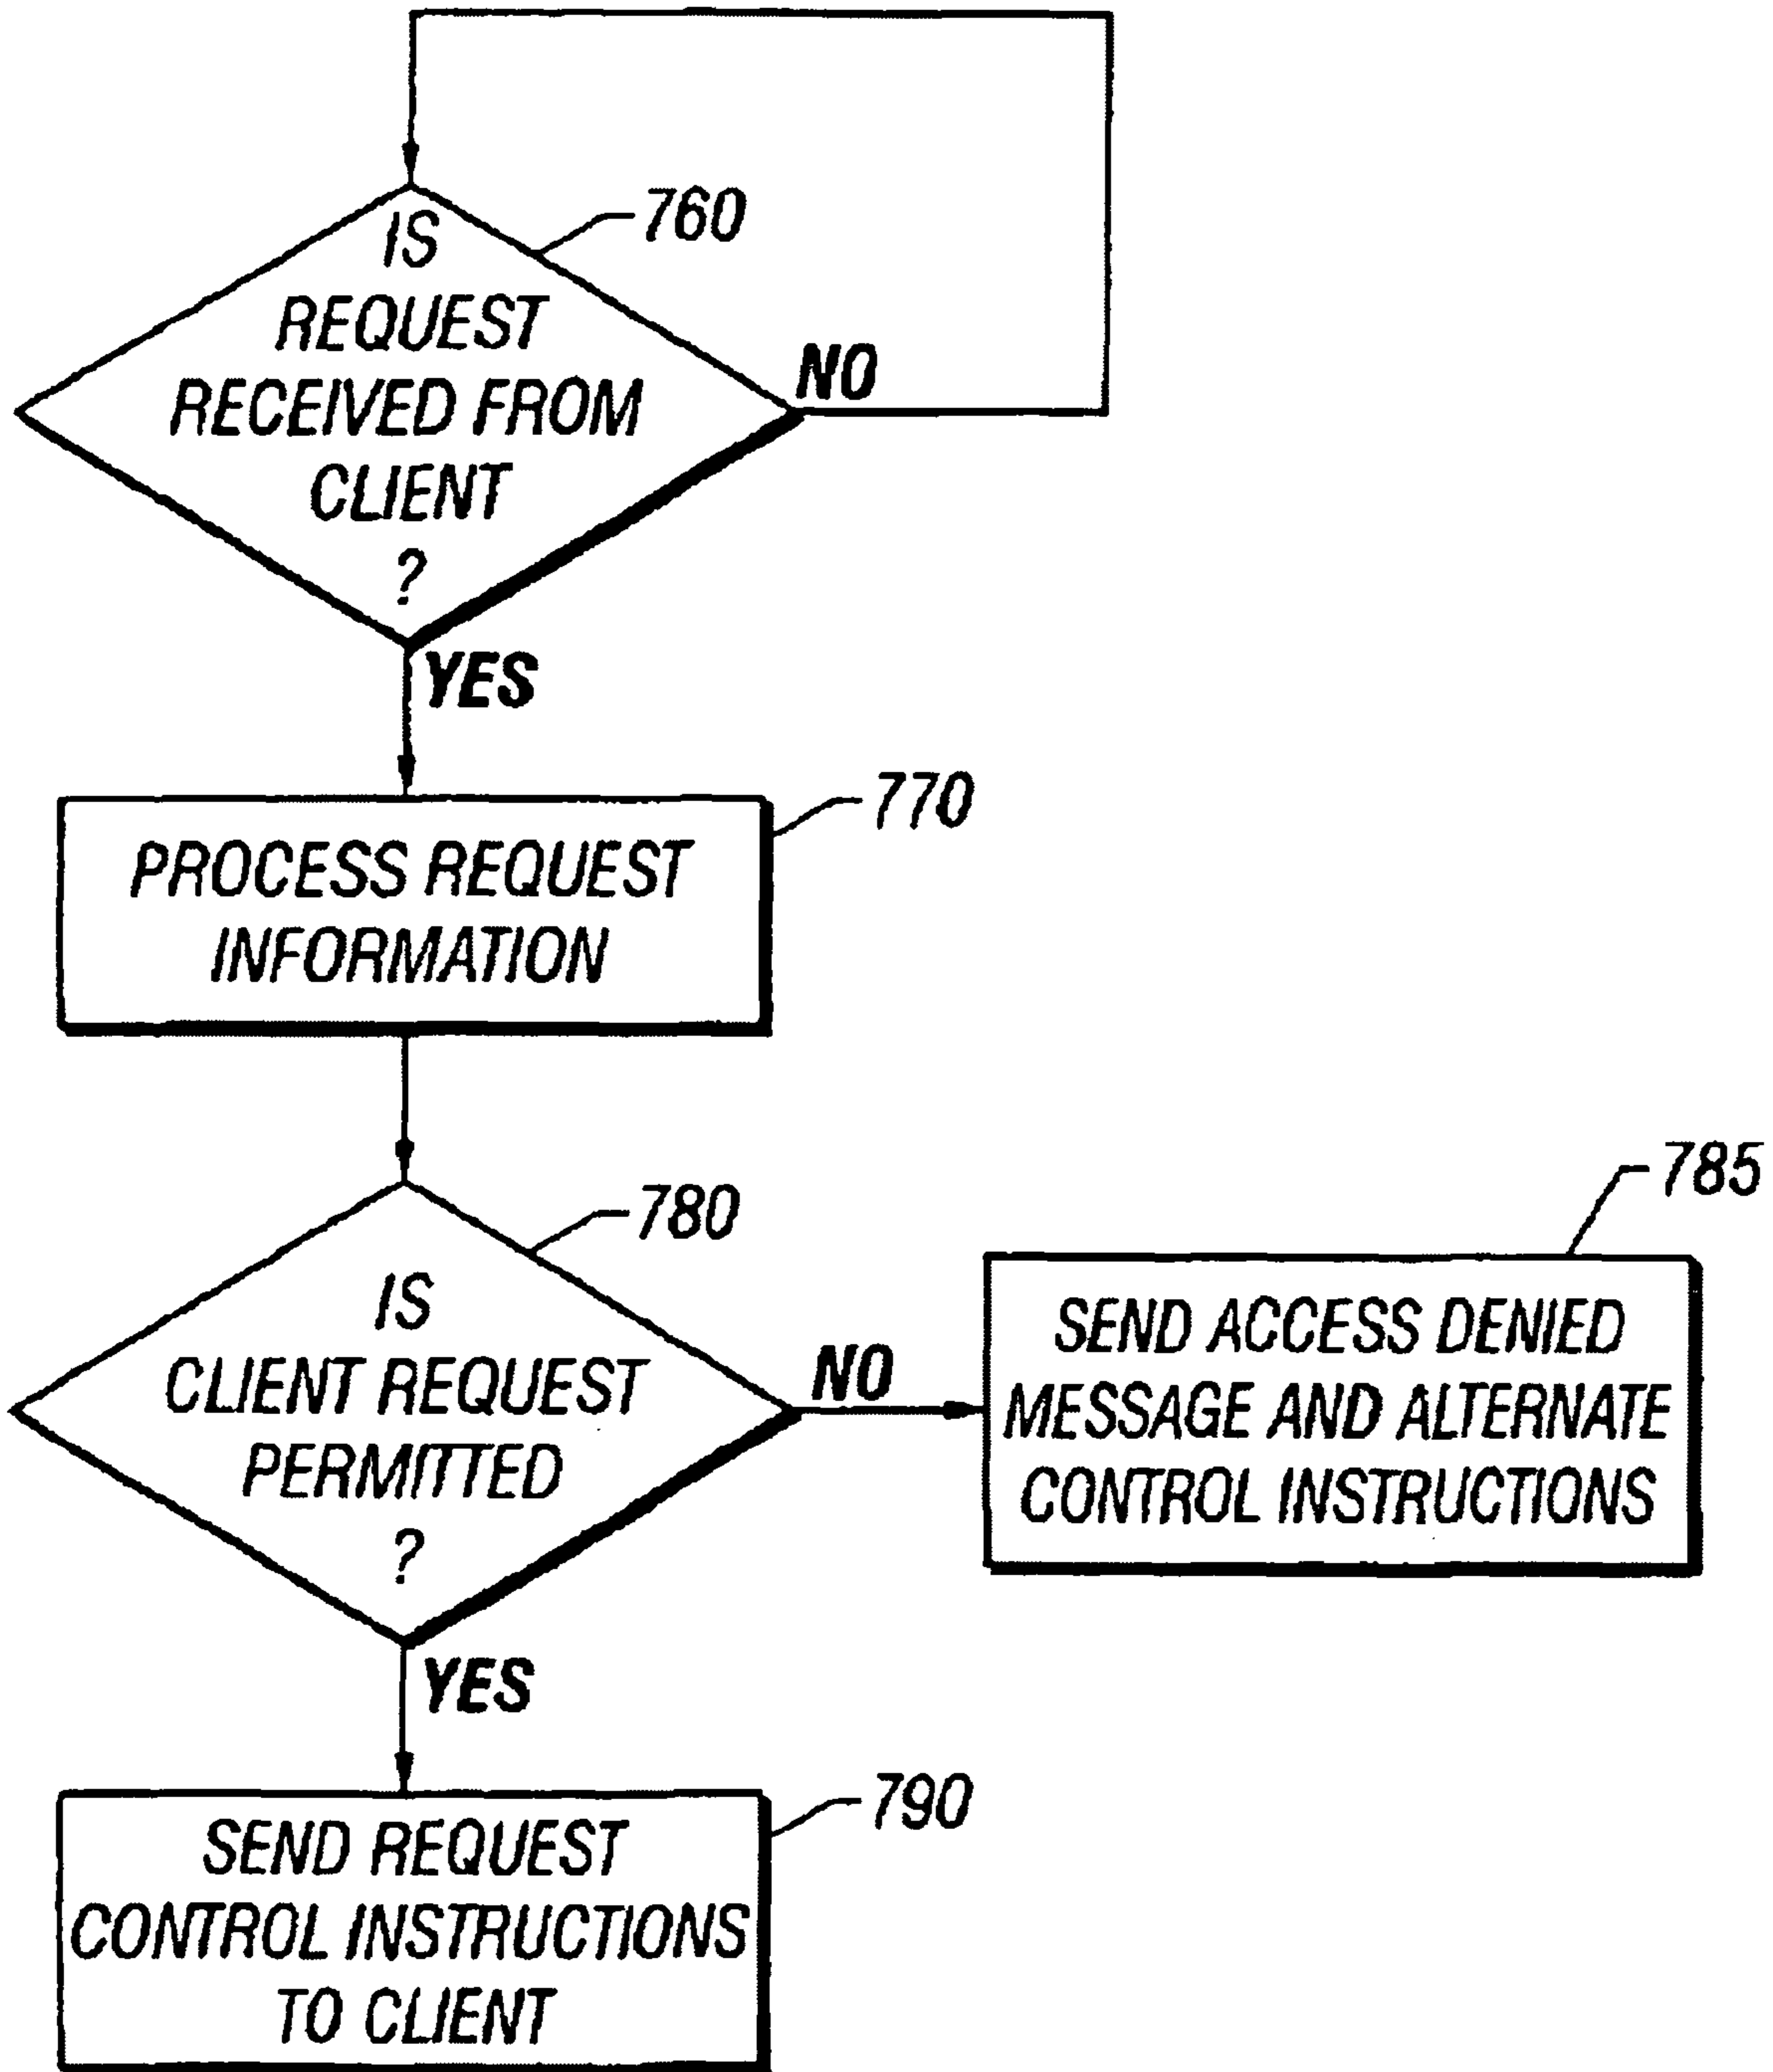 760
IS
REQUEST
RECEIVED FROM
CLIENT
?
NO
YES
770
PROCESS REQUEST
INFORMATION
780
IS
CLIENT REQUEST
PERMITTED
?
NO
785
SEND ACCESS DENIED
MESSAGE AND ALTERNATE
CONTROL INSTRUCTIONS
YES
790
SEND REQUEST
CONTROL INSTRUCTIONS
TO CLIENT